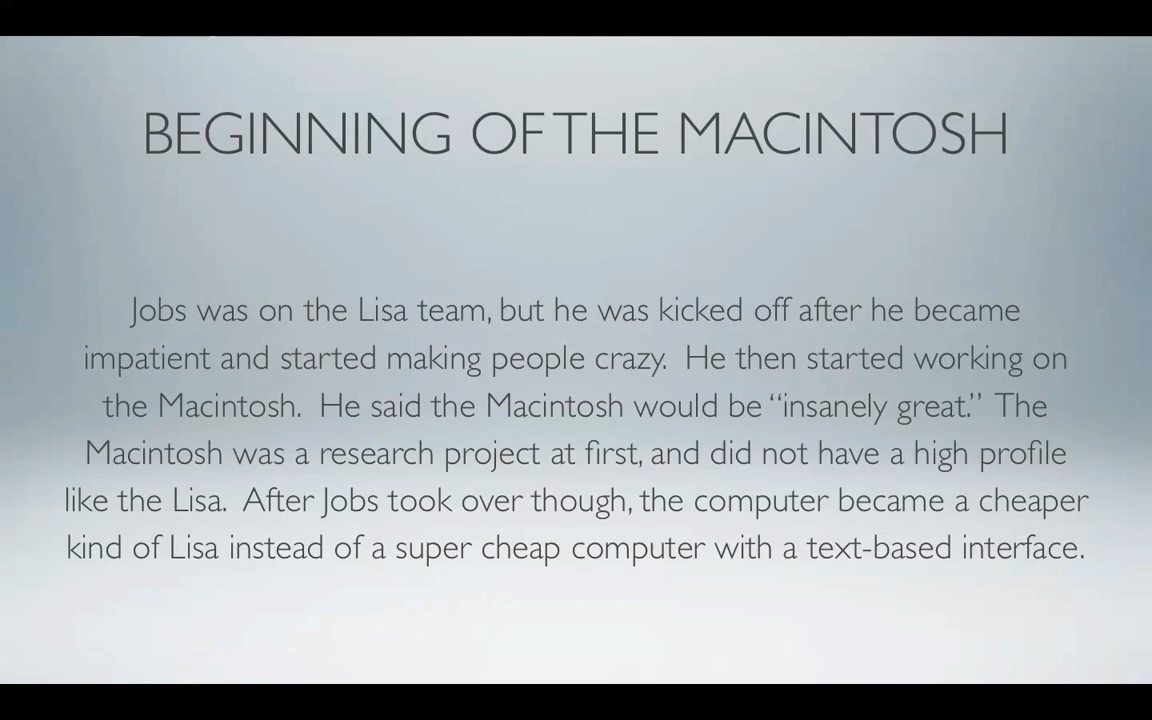 BEGINNING OF THE MACINTOSH
Jobs was on the Lisa team, but he was kicked off after he became
impatient and started making people crazy.  He then started working on
the Macintosh.  He said the Macintosh would be “insanely great.”  The
Macintosh was a research project at first, and did not have a high profile
like the Lisa.  After Jobs took over though, the computer became a cheaper
kind of Lisa instead of a super cheap computer with a text-based interface.